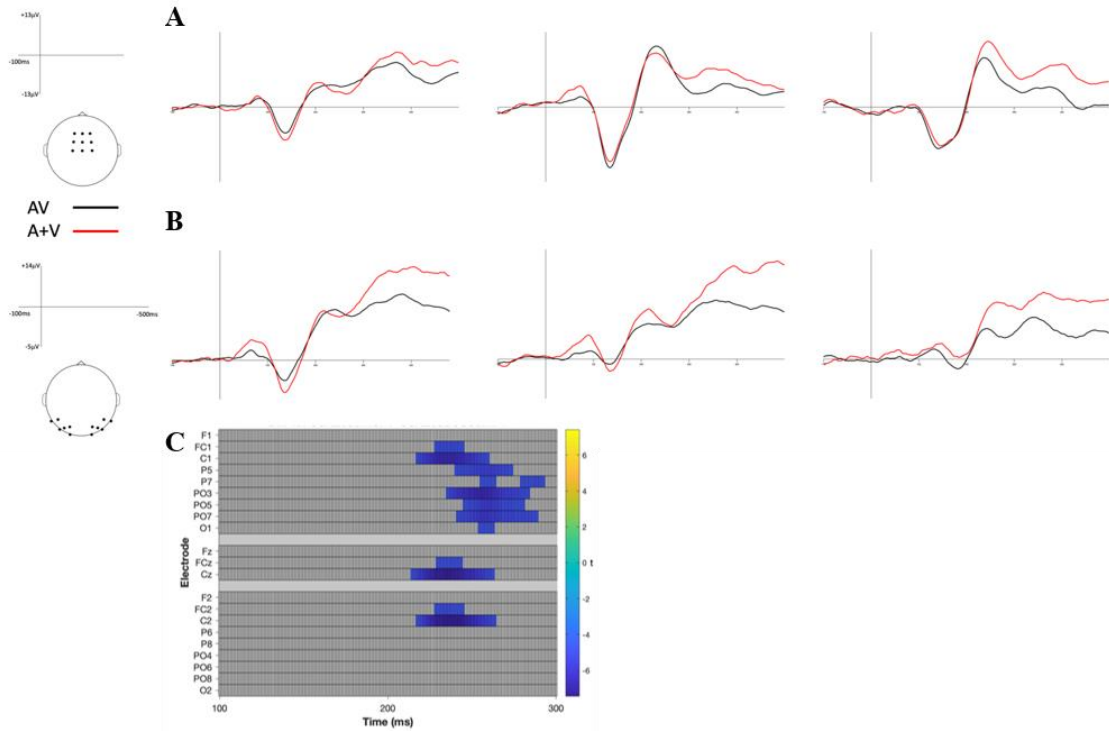 A
+13µV
-100ms
-13µV
AV
A+V
B
+14µV
-100ms
-500ms
-5µV
C
F1
FC1
C1
P5
P7
PO3
PO5
PO7
O1
Fz
FCz
Cz
F2
FC2
C2
P6
P8
PO4
PO6
PO8
O2
Electrode
100
200
300
Time (ms)
6
4
2
0 t
-2
-4
-6